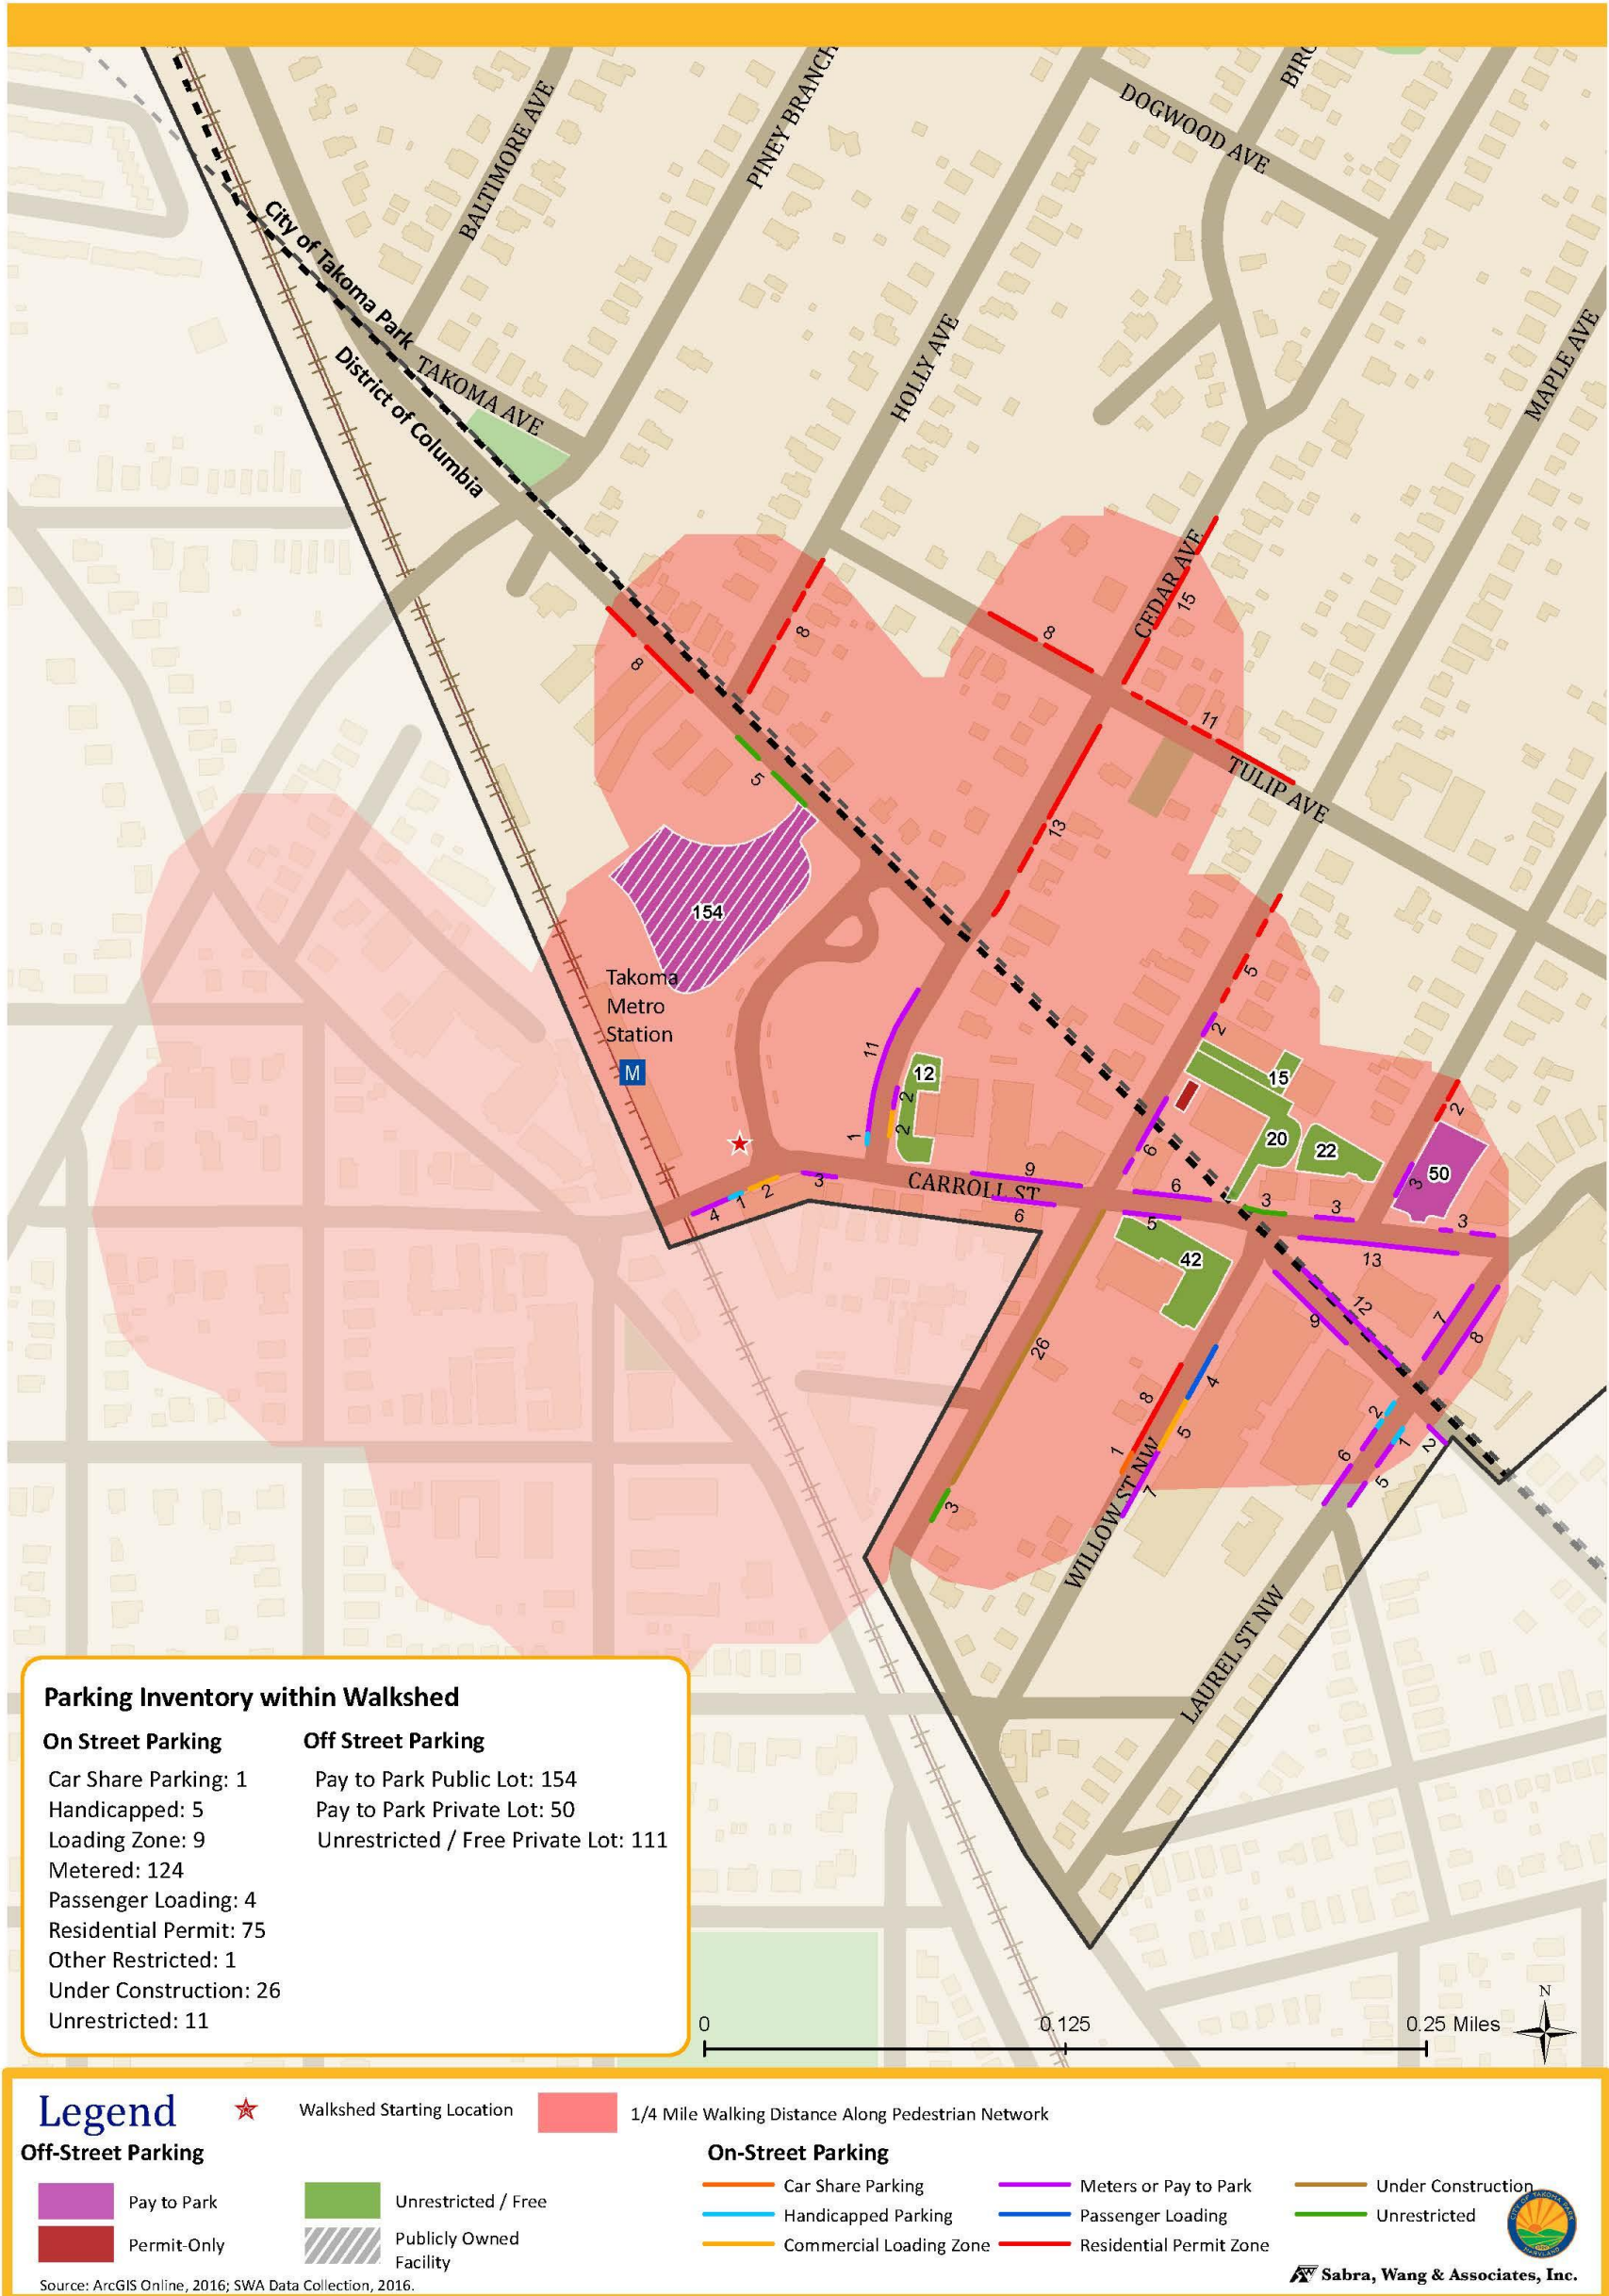 BALTIMORE AVE
PINEY BRANCH
DOGWOOD AVE
City of Takoma Park
District of Columbia
TAKOMA AVE
HOLLY AVE
MAPLE AVE
CEDAR AVE
15
8
8
8
11
TULIP AVE
5
13
154
Takoma
Metro
Station
M
5
2
11
12
2
2
1
15
20
22
2
50
3
6
9
CARROLL ST
6
3
2
1
4
6
5
3
3
3
13
42
12
9
7
8
26
8
4
1
5
WILLOW ST NW
7
3
2
1
2
6
5
LAUREL ST NW
Parking Inventory within Walkshed
On Street Parking
Car Share Parking: 1
Handicapped: 5
Loading Zone: 9
Metered: 124
Passenger Loading: 4
Residential Permit: 75
Other Restricted: 1
Under Construction: 26
Unrestricted: 11
Off Street Parking
Pay to Park Public Lot: 154
Pay to Park Private Lot: 50
Unrestricted / Free Private Lot: 111
0 0.125 0.25 Miles
N
Legend
Walkshed Starting Location
1/4 Mile Walking Distance Along Pedestrian Network
Off-Street Parking
Pay to Park
Permit-Only
Unrestricted / Free
Publicly Owned
Facility
On-Street Parking
Car Share Parking
Handicapped Parking
Commercial Loading Zone
Meters or Pay to Park
Passenger Loading
Residential Permit Zone
Under Construction
Unrestricted
CITY OF TAKOMA PARK
MARYLAND
Source: ArcGIS Online, 2016; SWA Data Collection, 2016.
Sabra, Wang & Associates, Inc.